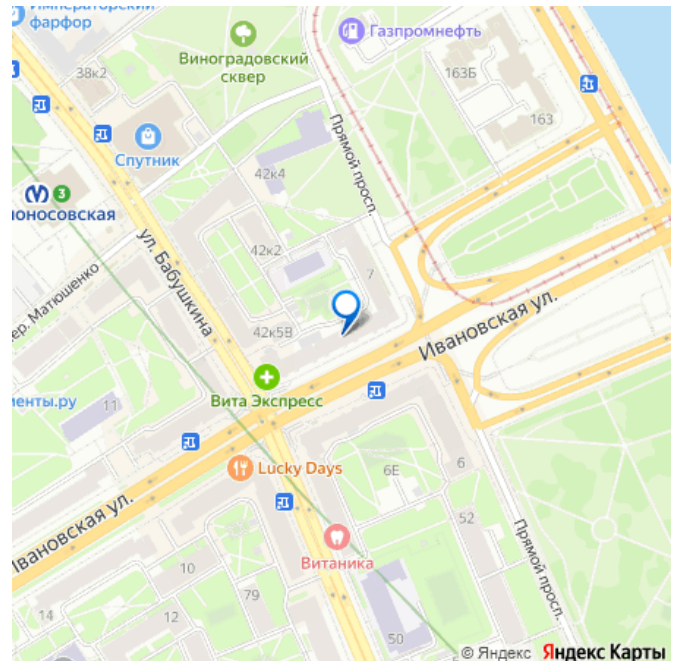 Императорский
фарфор
Виноградовский
сквер
Газпромнефть
38к2
163Б
163
Прямой просп.
Спутник
42к4
3
моносовская
ул. Бабушкина
42к2
7
ер. Матюшенко
42к5В
Ивановская ул.
Вита Экспресс
менты.ру
11
Lucky Days
6Е
6
Ивановская ул.
52
Прямой просп.
Витаника
10
79
14
12
50
© Яндекс Яндекс Карты